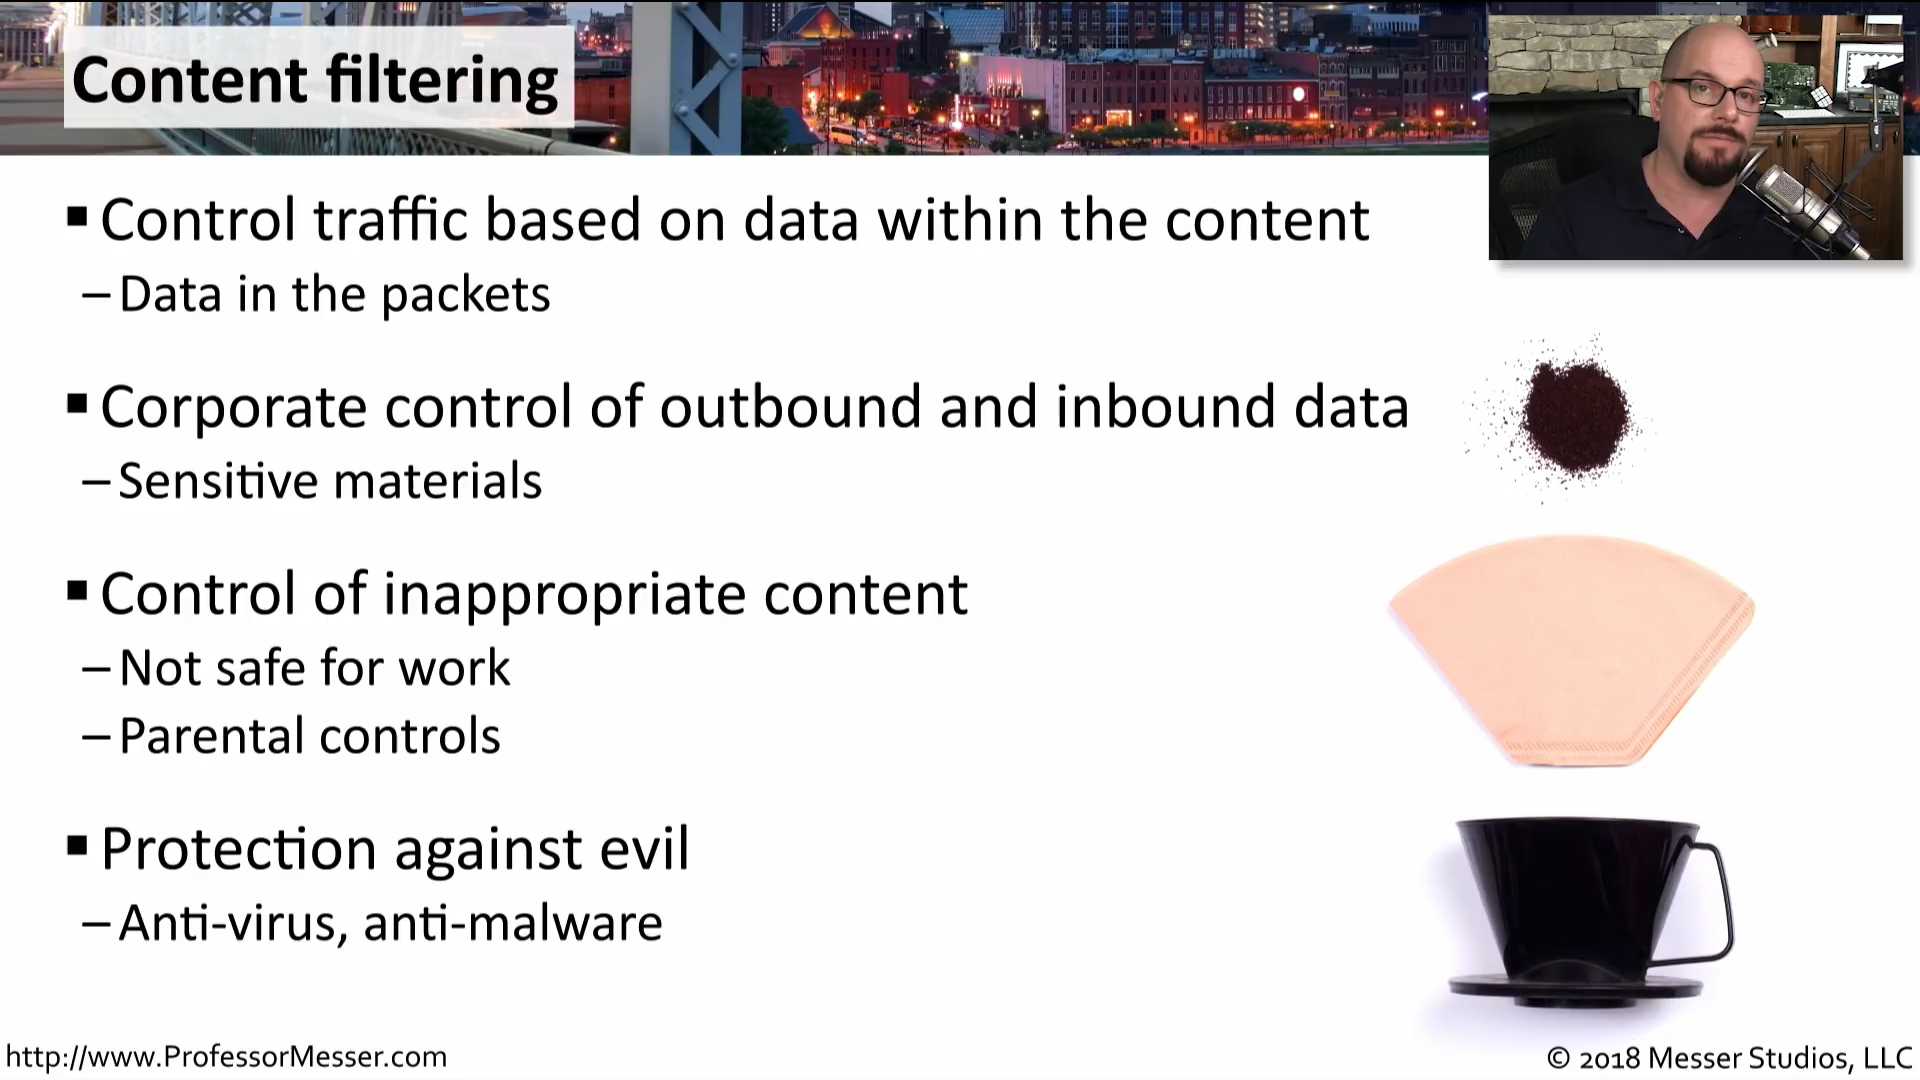 Content filtering
▪ Control traffic based on data within the content
– Data in the packets
▪ Corporate control of outbound and inbound data
– Sensitive materials
▪ Control of inappropriate content
– Not safe for work
– Parental controls
▪ Protection against evil
– Anti-virus, anti-malware
http://www.ProfessorMesser.com
© 2018 Messer Studios, LLC